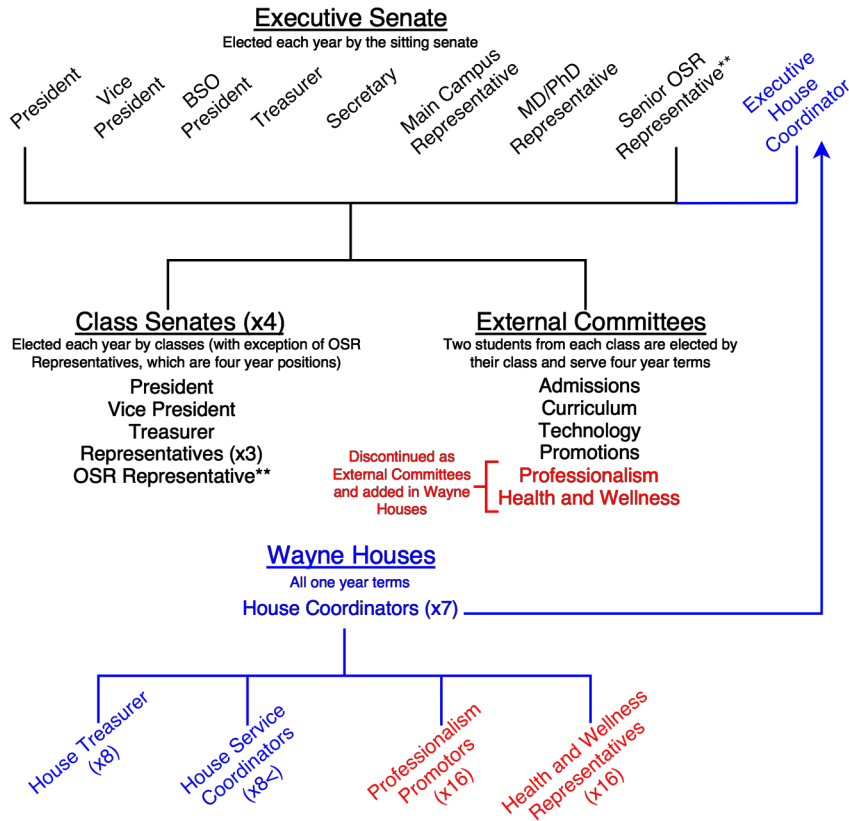 Executive Senate
Elected each year by the sitting senate
President
Vice
President
BSO
President
Treasurer
Secretary
Main Campus
Representative
MD/PhD
Representative
Senior OSR
Representative**
Executive
House
Coordinator
Class Senates (x4)
Elected each year by classes (with exception of OSR
Representatives, which are four year positions)
President
Vice President
Treasurer
Representatives (x3)
OSR Representative**
External Committees
Two students from each class are elected by
their class and serve four year terms
Admissions
Curriculum
Technology
Promotions
Professionalism
Health and Wellness
Discontinued as
External Committees
and added in Wayne
Houses
Wayne Houses
All one year terms
House Coordinators (x7)
House Treasurer
(x8)
House Service
Coordinators
(x8<)
Professionalism
Promotors
(x16)
Health and Wellness
Representatives
(x16)